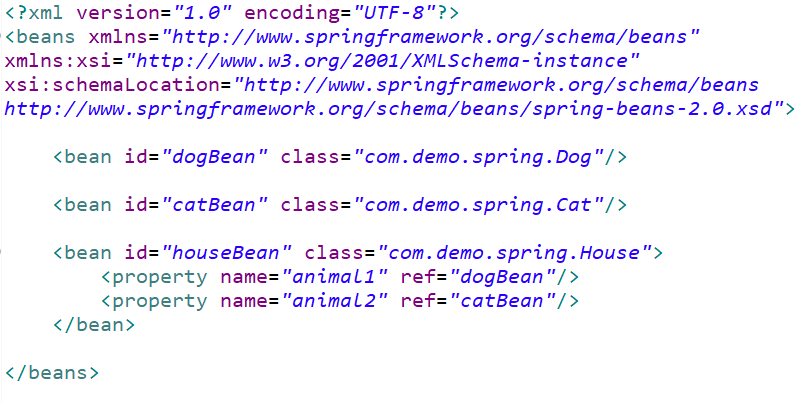 <?xml version="1.0" encoding="UTF-8"?>
<beans xmlns="http://www.springframework.org/schema/beans"
xmlns:xsi="http://www.w3.org/2001/XMLSchema-instance"
xsi:schemaLocation="http://www.springframework.org/schema/beans
http://www.springframework.org/schema/beans/spring-beans-2.0.xsd">
<bean id="dogBean" class="com.demo.spring.Dog"/>
<bean id="catBean" class="com.demo.spring.Cat"/>
<bean id="houseBean" class="com.demo.spring.House">
<property name="animal1" ref="dogBean"/>
<property name="animal2" ref="catBean"/>
</bean>
</beans>